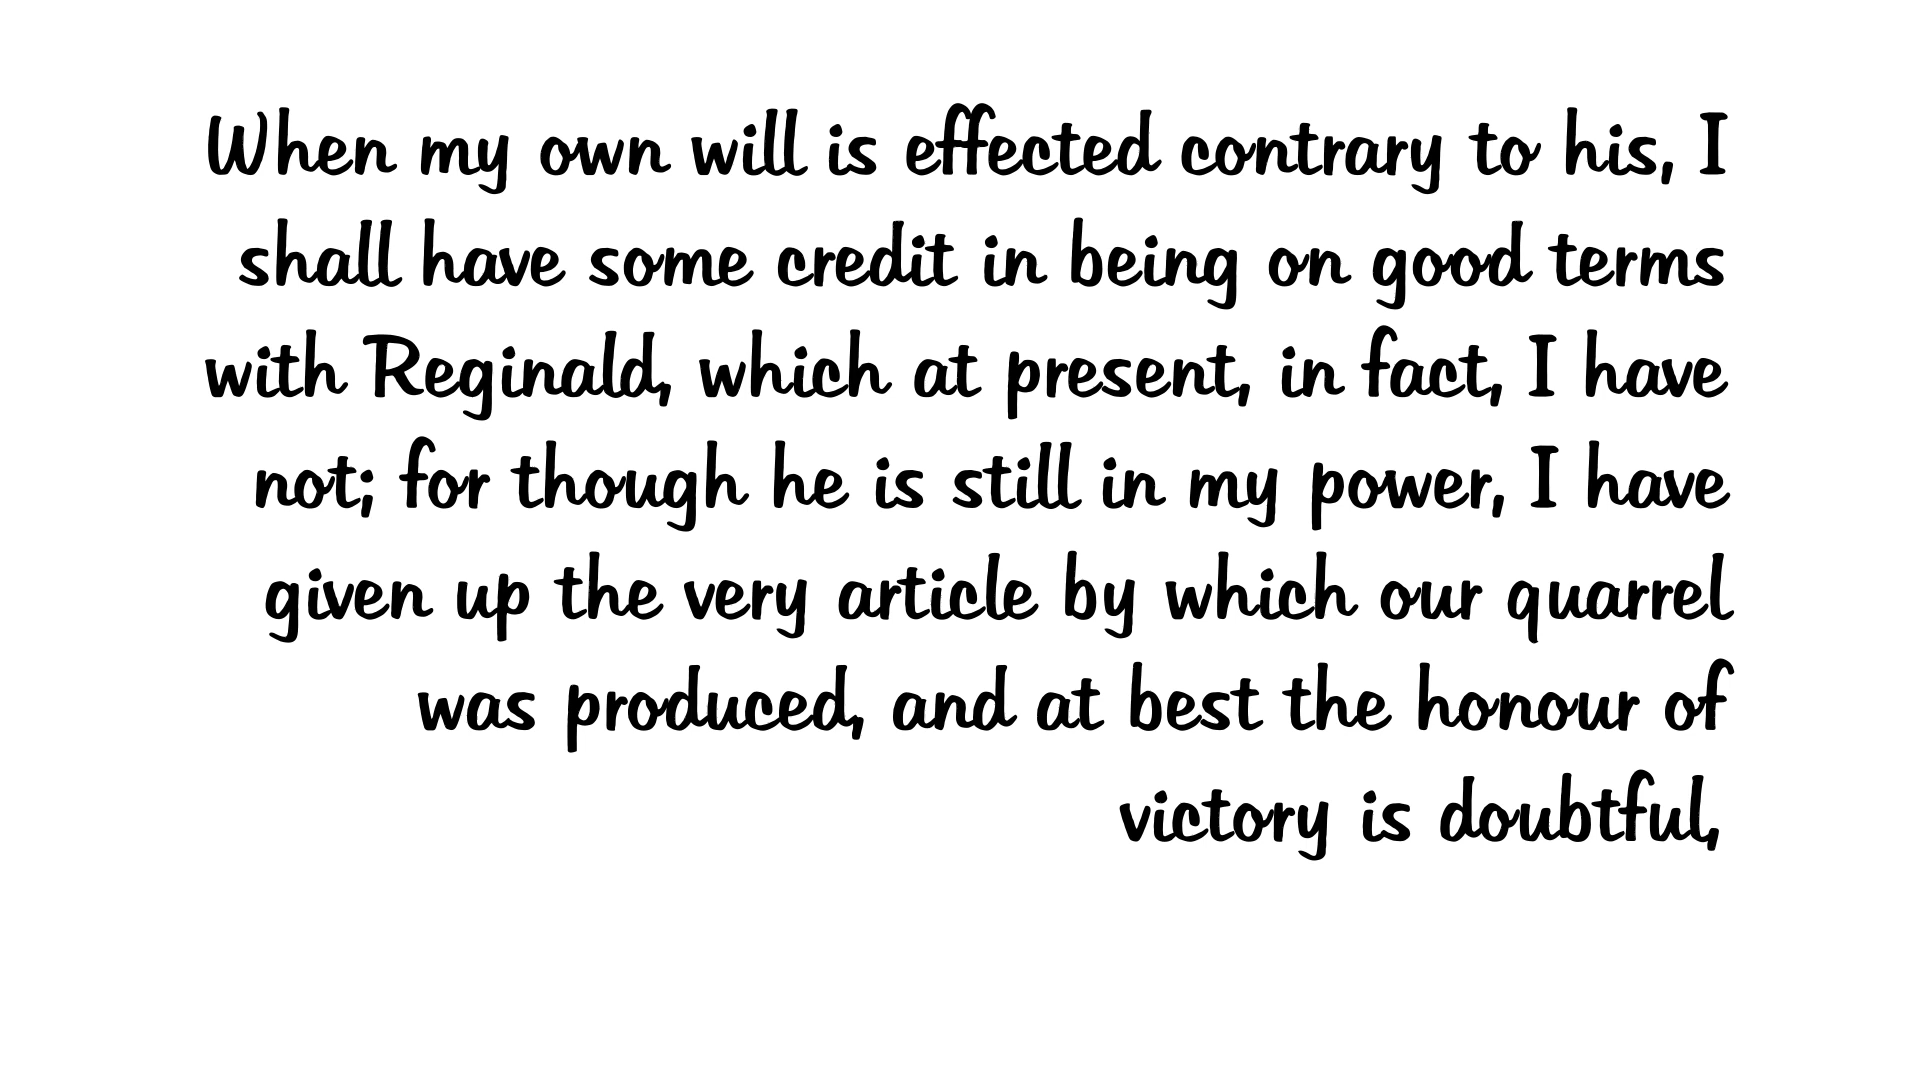 When my own will is effected contrary to his, I
shall have some credit in being on good terms
with Reginald, which at present, in fact, I have
not; for though he is still in my power, I have
given up the very article by which our quarrel
was produced, and at best the honour of
victory is doubtful,